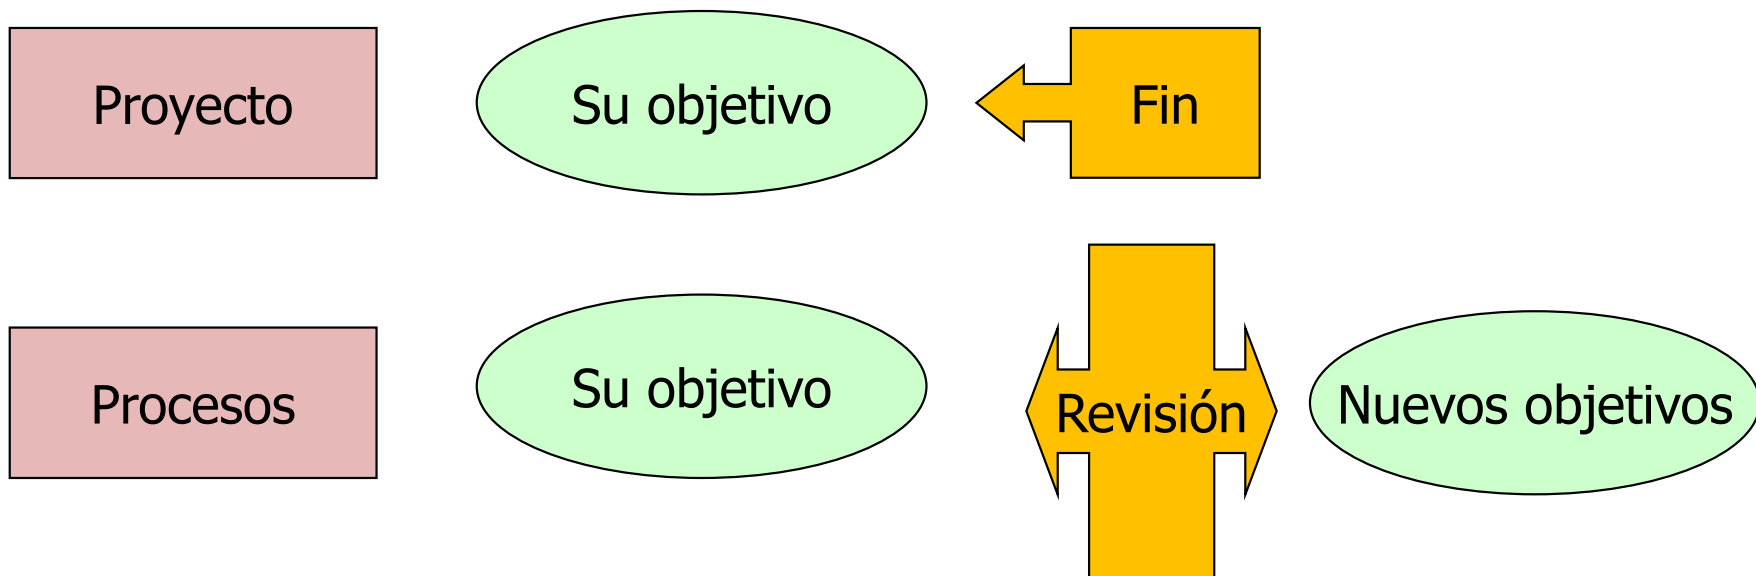 Proyecto
Su objetivo
Fin
Procesos
Su objetivo
Revisión
Nuevos objetivos